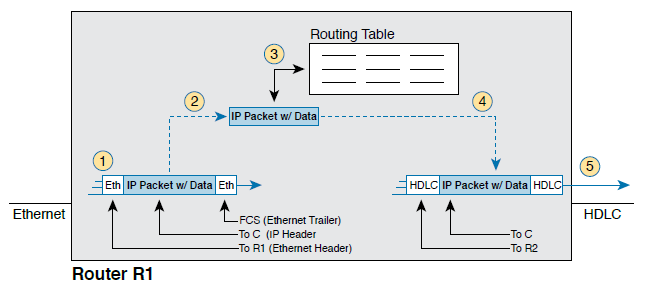 Routing Table
3
2
4
IP Packet w/ Data
1
5
Eth IP Packet w/ Data Eth
HDLC IP Packet w/ Data HDLC
Ethernet
HDLC
FCS (Ethernet Trailer)
To C (IP Header
To R1 (Ethernet Header)
To C
To R2
Router R1